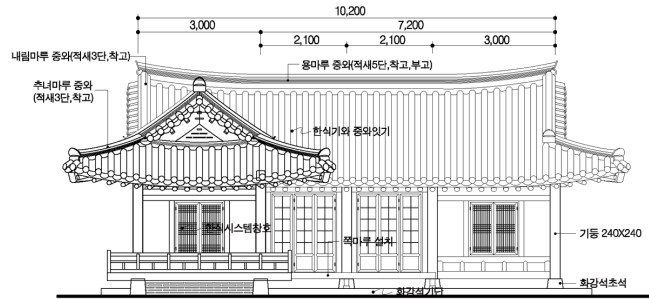 10,200
3,000
7,200
2,100
2,100
3,000
내림마루 중와(적새3단,착고)
용마루 중와(적새5단,착고,부고)
추녀마루 중와
(적새3단,착고)
한식기와 중와잇기
한식시스템창호
쪽마루 설치
기둥 240X240
화강석초석
화강석기단